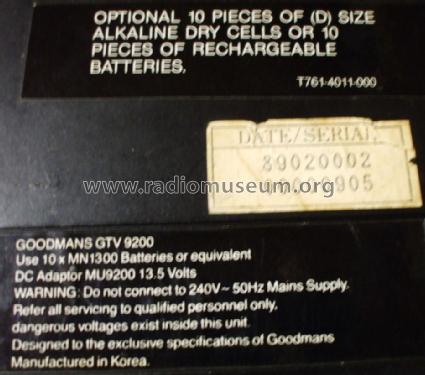 OPTIONAL 10 PIECES OF (D) SIZE
ALKALINE DRY CELLS OR 10
PIECES OF RECHARGEABLE
BATTERIES.
T761-4011-000
DATE/SERIAL
89020002
www.radiomuseum.org
GOODMANS GTV 9200
Use 10 x MN1300 Batteries or equivalent
DC Adaptor MU9200 13.5 Volts
WARNING: Do not connect to 240V~ 50Hz Mains Supply.
Refer all servicing to qualified personnel only,
dangerous voltages exist inside this unit.
Designed to the exclusive specifications of Goodmans
Manufactured in Korea.